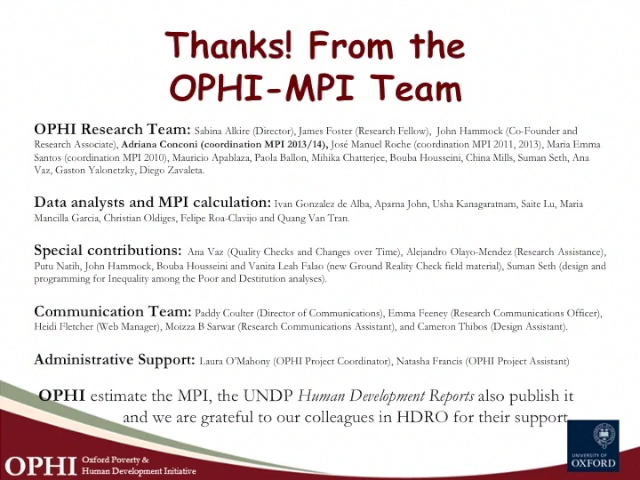 Thanks! From the
OPHI-MPI Team
OPHI Research Team: Sabina Alkire (Director), James Foster (Research Fellow), John Hammock (Co-Founder and
Research Associate), Adriana Conconi (coordination MPI 2013/14), José Manuel Roche (coordination MPI 2011, 2013), Maria Emma
Santos (coordination MPI 2010), Mauricio Apablaza, Paola Ballon, Mihika Chatterjee, Bouba Housseini, China Mills, Suman Seth, Ana
Vaz, Gaston Yalonetzky, Diego Zavaleta.
Data analysts and MPI calculation: Ivan Gonzalez de Alba, Aparna John, Usha Kanagaratnam, Saite Lu, Maria
Mancilla Garcia, Christian Oldiges, Felipe Roa-Clavijo and Quang Van Tran.
Special contributions: Ana Vaz (Quality Checks and Changes over Time), Alejandro Olayo-Mendez (Research Assistance),
Putu Natih, John Hammock, Bouba Housseini and Vanita Leah Falao (new Ground Reality Check field material), Suman Seth (design and
programming for Inequality among the Poor and Destitution analyses).
Communication Team: Paddy Coulter (Director of Communications), Emma Feeney (Research Communications Officer),
Heidi Fletcher (Web Manager), Moizza B Sarwar (Research Communications Assistant), and Cameron Thibos (Design Assistant).
Administrative Support: Laura O'Mahony (OPHI Project Coordinator), Natasha Francis (OPHI Project Assistant)
OPHI estimate the MPI, the UNDP Human Development Reports also publish it
and we are grateful to our colleagues in HDRO for their support
OPHI Oxford Poverty &
Human Development Initiative
UNIVERSITY OF
OXFORD